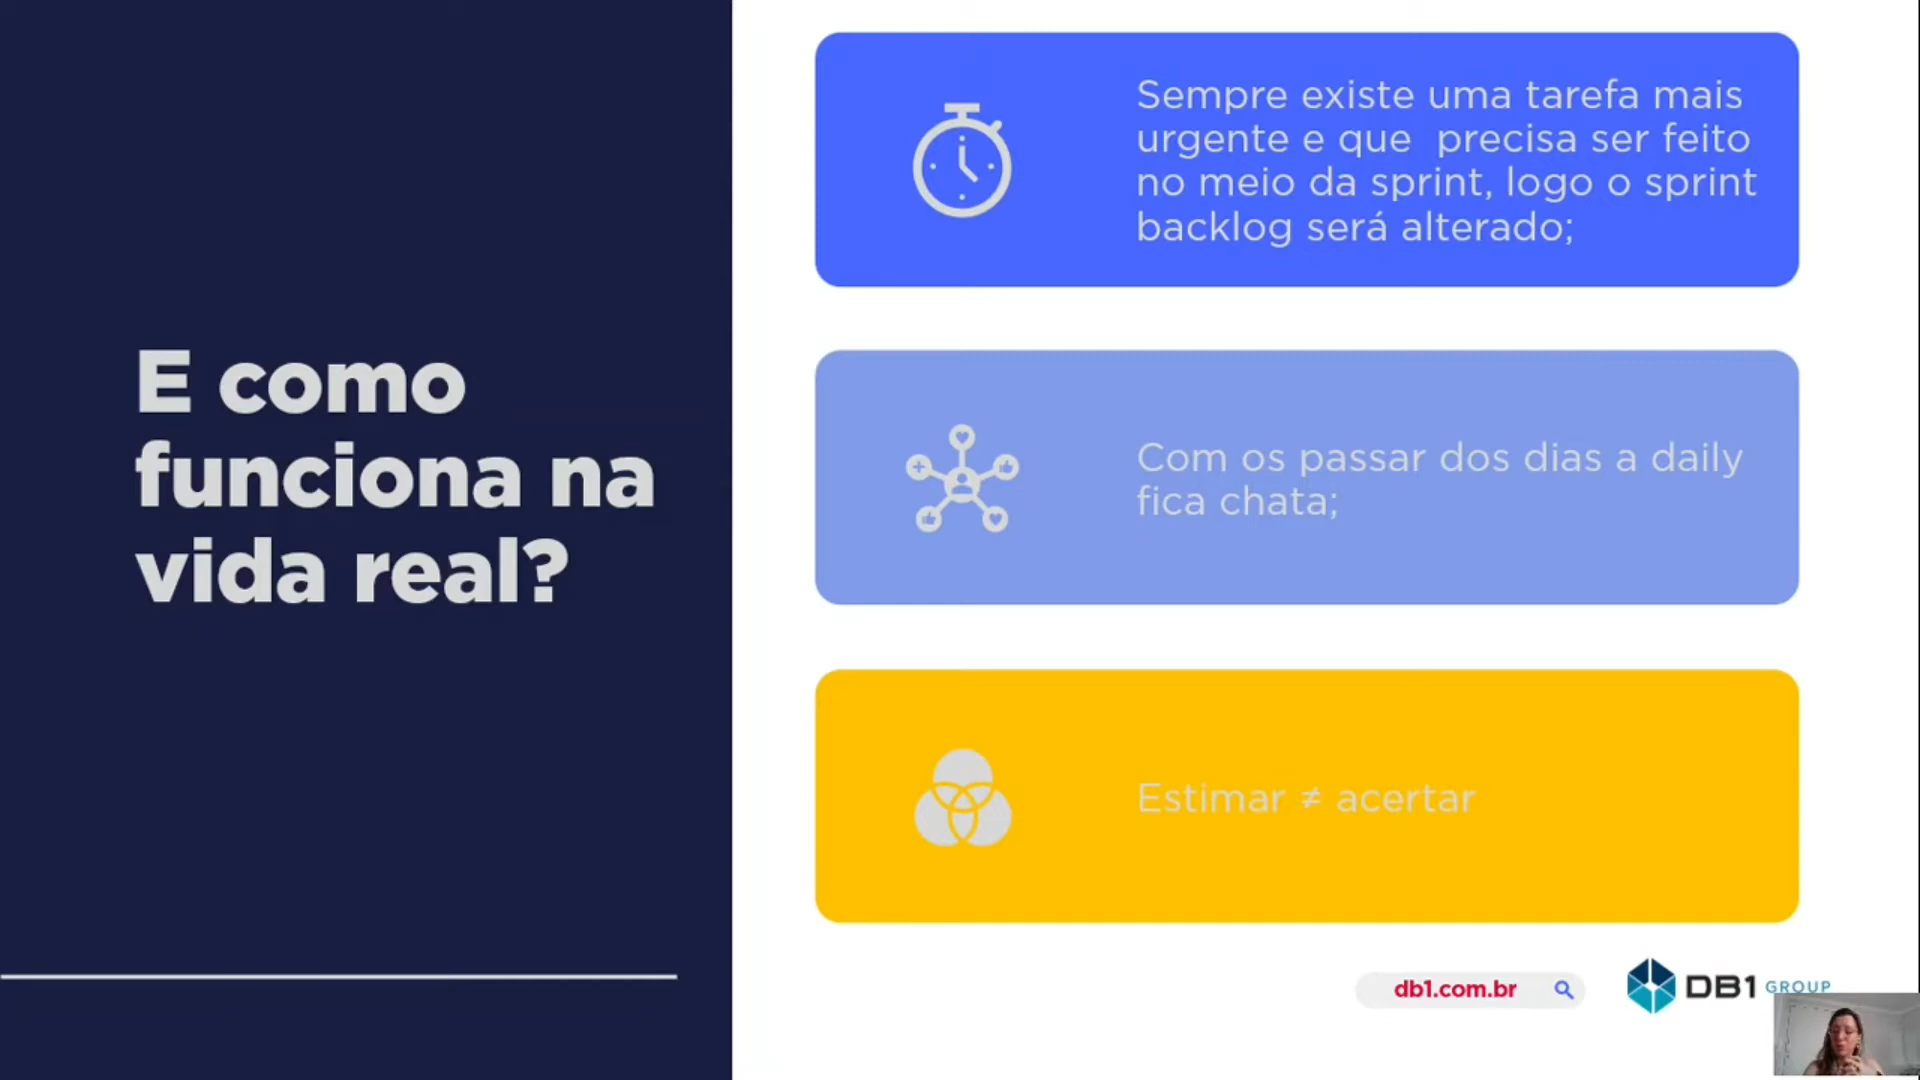 E como
funciona na
vida real?
Sempre existe uma tarefa mais
urgente e que  precisa ser feito
no meio da sprint, logo o sprint
backlog será alterado;
Com os passar dos dias a daily
fica chata;
Estimar ≠ acertar
db1.com.br
DB1 GROUP